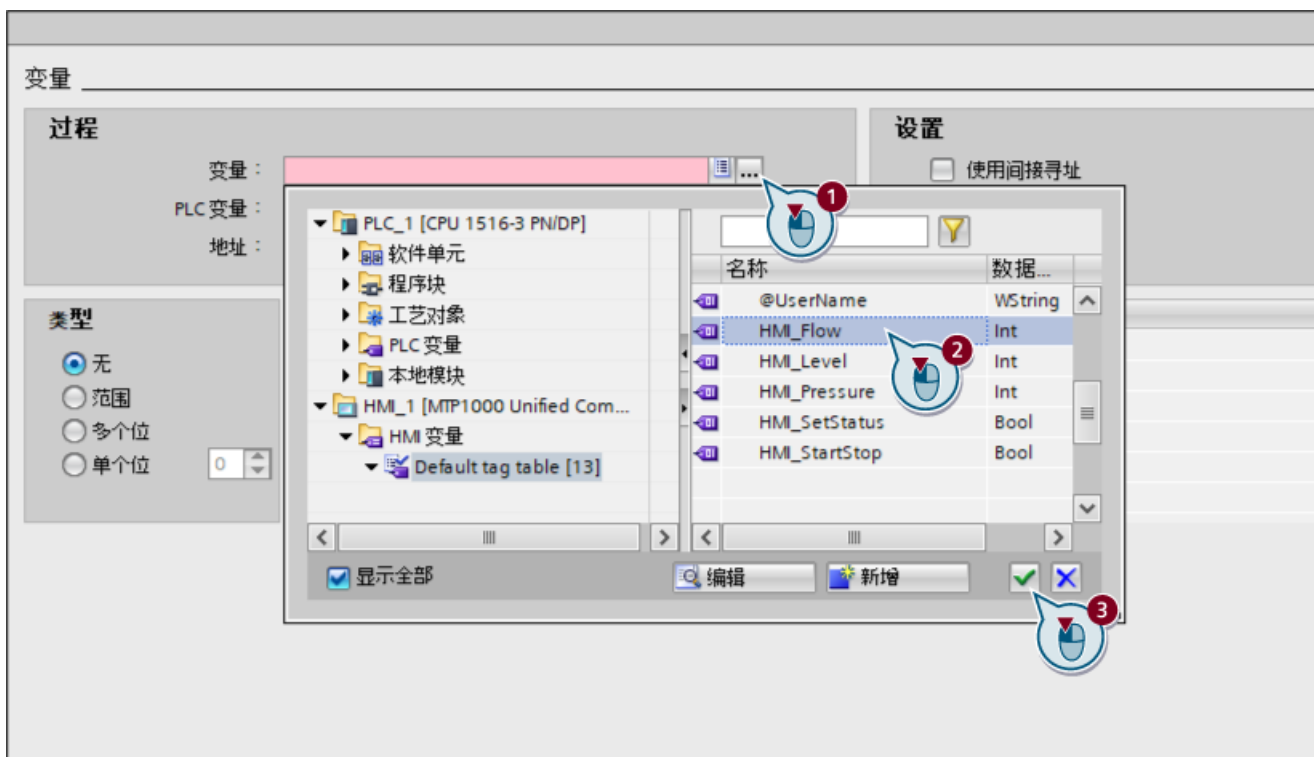 变量
过程
变量：
...
PLC 变量：
地址：
设置
使用间接寻址
类型
无
范围
多个位
单个位
0
PLC_1 [CPU 1516-3 PN/DP]
软件单元
程序块
工艺对象
PLC 变量
本地模块
HMI_1 [MTP1000 Unified Com...
HMI 变量
Default tag table [13]
名称 数据...
@UserName WString
HMI_Flow Int
HMI_Level Int
HMI_Pressure Int
HMI_SetStatus Bool
HMI_StartStop Bool
显示全部
编辑
新增
1
2
3